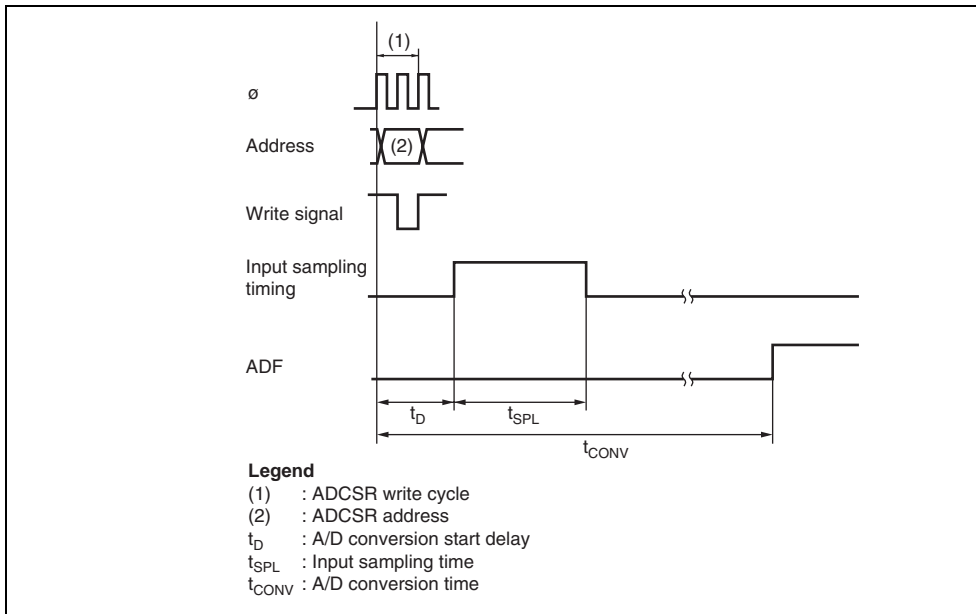 (1)
ø
Address
(2)
Write signal
Input sampling
timing
ADF
tD
tSPL
tCONV
Legend
(1) : ADCSR write cycle
(2) : ADCSR address
tD : A/D conversion start delay
tSPL : Input sampling time
tCONV : A/D conversion time